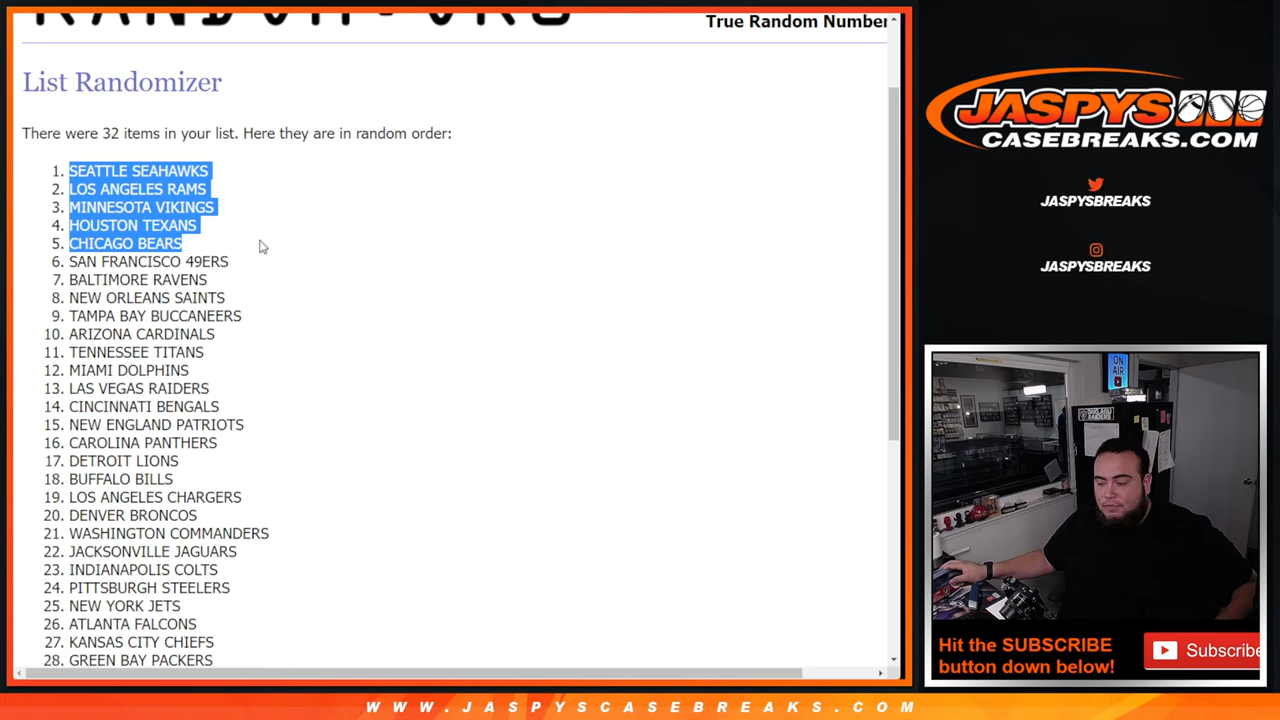 RANDOM.ORG
True Random Number
List Randomizer
There were 32 items in your list. Here they are in random order:
1. SEATTLE SEAHAWKS
2. LOS ANGELES RAMS
3. MINNESOTA VIKINGS
4. HOUSTON TEXANS
5. CHICAGO BEARS
6. SAN FRANCISCO 49ERS
7. BALTIMORE RAVENS
8. NEW ORLEANS SAINTS
9. TAMPA BAY BUCCANEERS
10. ARIZONA CARDINALS
11. TENNESSEE TITANS
12. MIAMI DOLPHINS
13. LAS VEGAS RAIDERS
14. CINCINNATI BENGALS
15. NEW ENGLAND PATRIOTS
16. CAROLINA PANTHERS
17. DETROIT LIONS
18. BUFFALO BILLS
19. LOS ANGELES CHARGERS
20. DENVER BRONCOS
21. WASHINGTON COMMANDERS
22. JACKSONVILLE JAGUARS
23. INDIANAPOLIS COLTS
24. PITTSBURGH STEELERS
25. NEW YORK JETS
26. ATLANTA FALCONS
27. KANSAS CITY CHIEFS
28. GREEN BAY PACKERS
JASPYS
CASEBREAKS.COM
JASPYSBREAKS
JASPYSBREAKS
ON
AIR
OAKLAND
RAIDERS
Hit the SUBSCRIBE
button down below!
Subscribe
WWW.JASPYSCASEBREAKS.COM